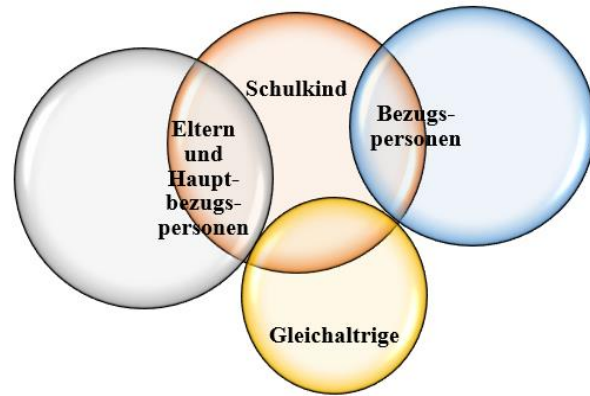 Schulkind
Eltern
und
Haupt-
bezugs-
personen
Bezugs-
personen
Gleichaltrige